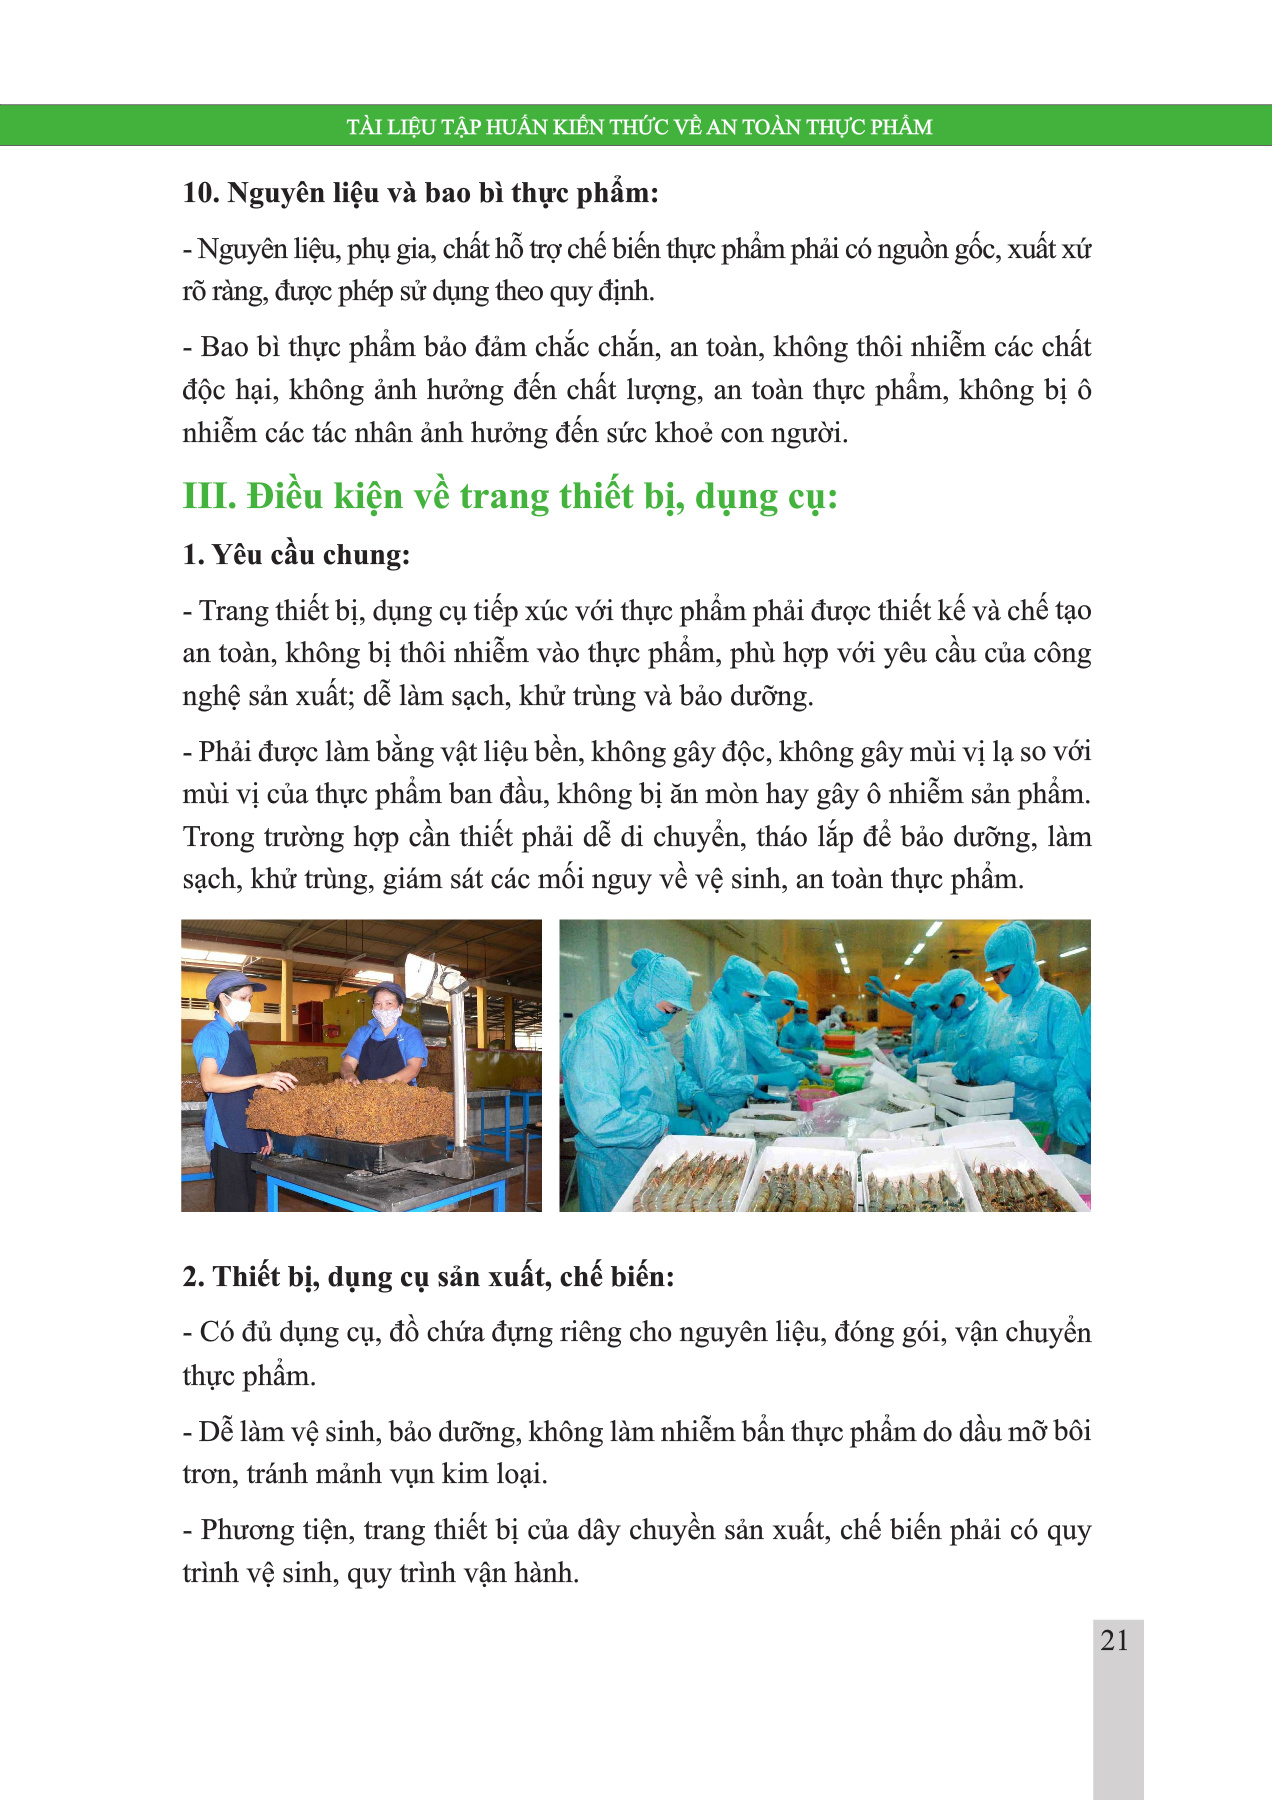 TÀI LIỆU TẬP HUẤN KIẾN THỨC VỀ AN TOÀN THỰC PHẨM
10. Nguyên liệu và bao bì thực phẩm:
- Nguyên liệu, phụ gia, chất hỗ trợ chế biến thực phẩm phải có nguồn gốc, xuất xứ
rõ ràng, được phép sử dụng theo quy định.
- Bao bì thực phẩm bảo đảm chắc chắn, an toàn, không thôi nhiễm các chất
độc hại, không ảnh hưởng đến chất lượng, an toàn thực phẩm, không bị ô
nhiễm các tác nhân ảnh hưởng đến sức khoẻ con người.
III. Điều kiện về trang thiết bị, dụng cụ:
1. Yêu cầu chung:
- Trang thiết bị, dụng cụ tiếp xúc với thực phẩm phải được thiết kế và chế tạo
an toàn, không bị thôi nhiễm vào thực phẩm, phù hợp với yêu cầu của công
nghệ sản xuất; dễ làm sạch, khử trùng và bảo dưỡng.
- Phải được làm bằng vật liệu bền, không gây độc, không gây mùi vị lạ so với
mùi vị của thực phẩm ban đầu, không bị ăn mòn hay gây ô nhiễm sản phẩm.
Trong trường hợp cần thiết phải dễ di chuyển, tháo lắp để bảo dưỡng, làm
sạch, khử trùng, giám sát các mối nguy về vệ sinh, an toàn thực phẩm.
2. Thiết bị, dụng cụ sản xuất, chế biến:
- Có đủ dụng cụ, đồ chứa đựng riêng cho nguyên liệu, đóng gói, vận chuyển
thực phẩm.
- Dễ làm vệ sinh, bảo dưỡng, không làm nhiễm bẩn thực phẩm do dầu mỡ bôi
trơn, tránh mảnh vụn kim loại.
- Phương tiện, trang thiết bị của dây chuyền sản xuất, chế biến phải có quy
trình vệ sinh, quy trình vận hành.
21